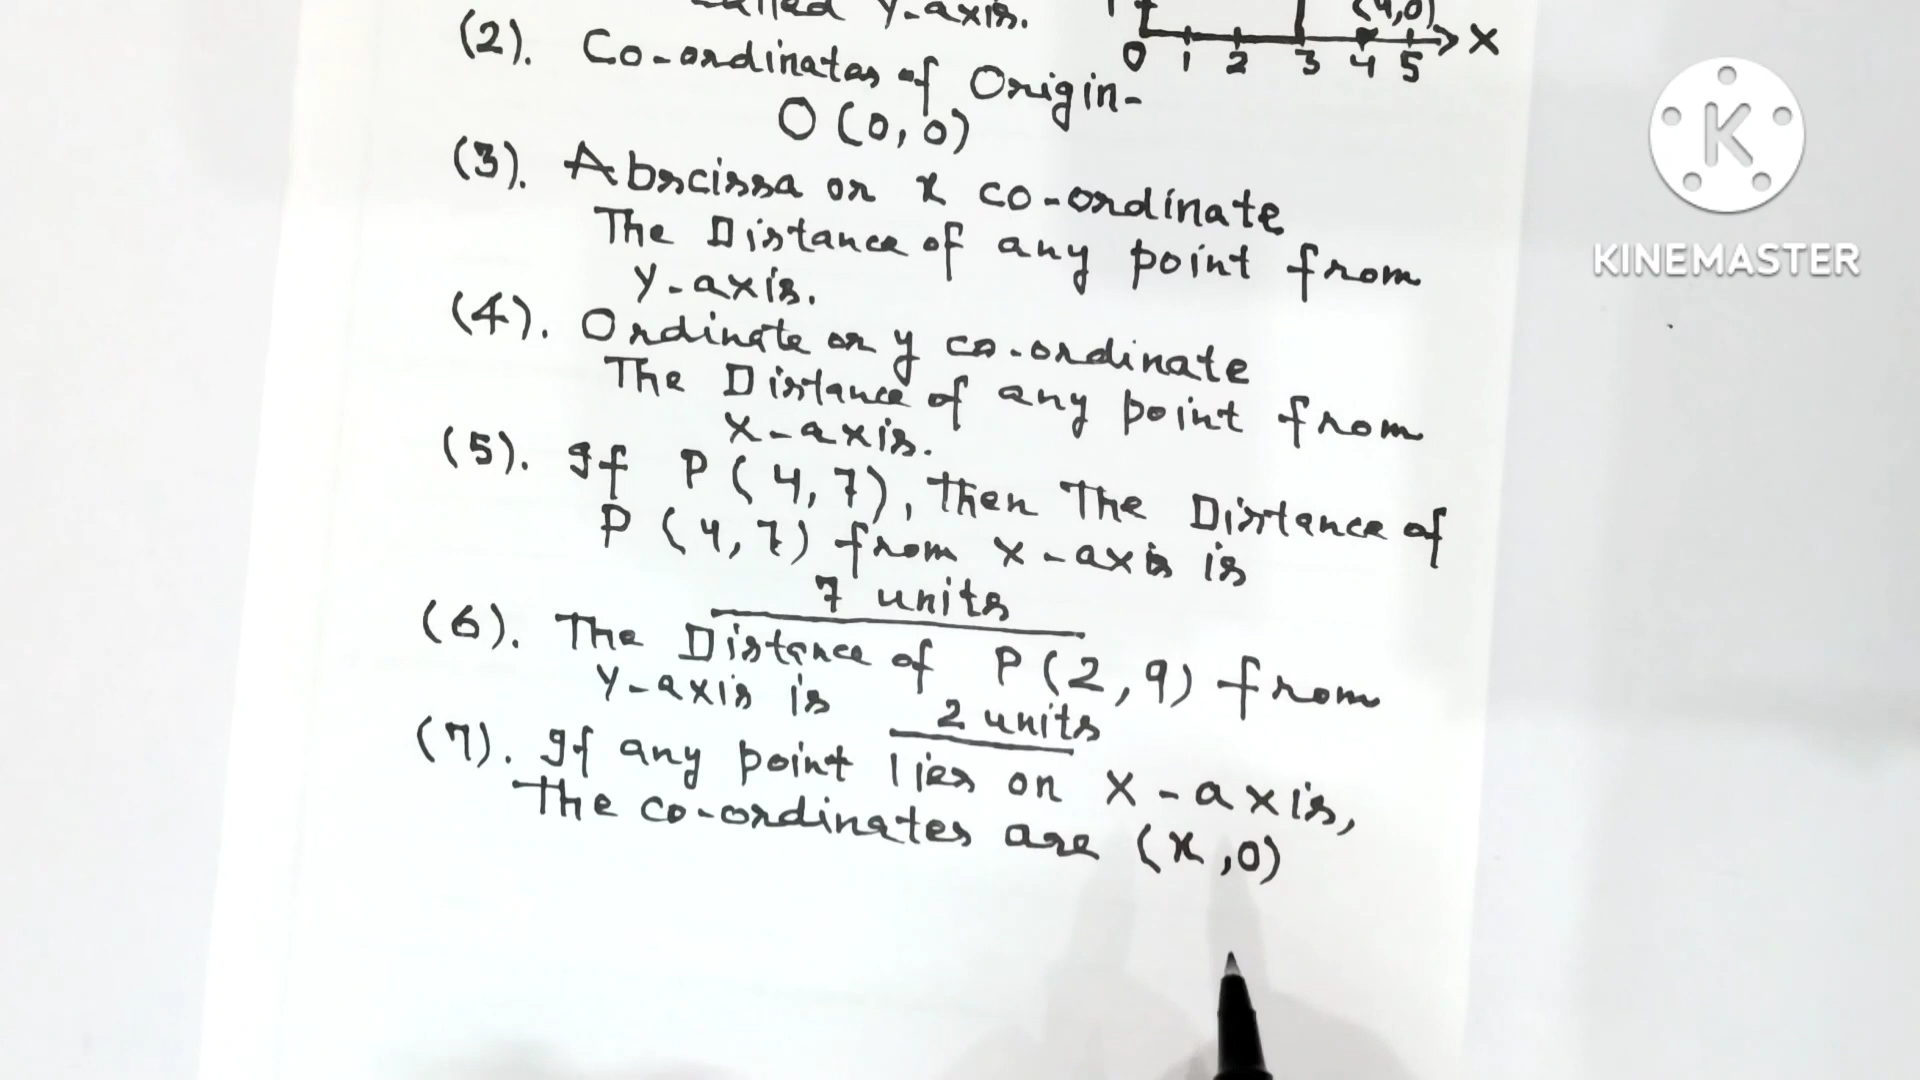 called Y-axis.
(4,0)
0 1 2 3 4 5 X
(2). Co-ordinates of Origin-
O (0,0)
(3). Abscissa or x co-ordinate
The Distance of any point from
Y-axis.
(4). Ordinate or y co-ordinate
The Distance of any point from
X-axis.
(5). If P (4,7), then The Distance of
P (4,7) from X-axis is
7 units
(6). The Distance of P(2,9) from
Y-axis is 2 units
(7). If any point lies on X-axis,
The co-ordinates are (x,0)
K
KINEMASTER